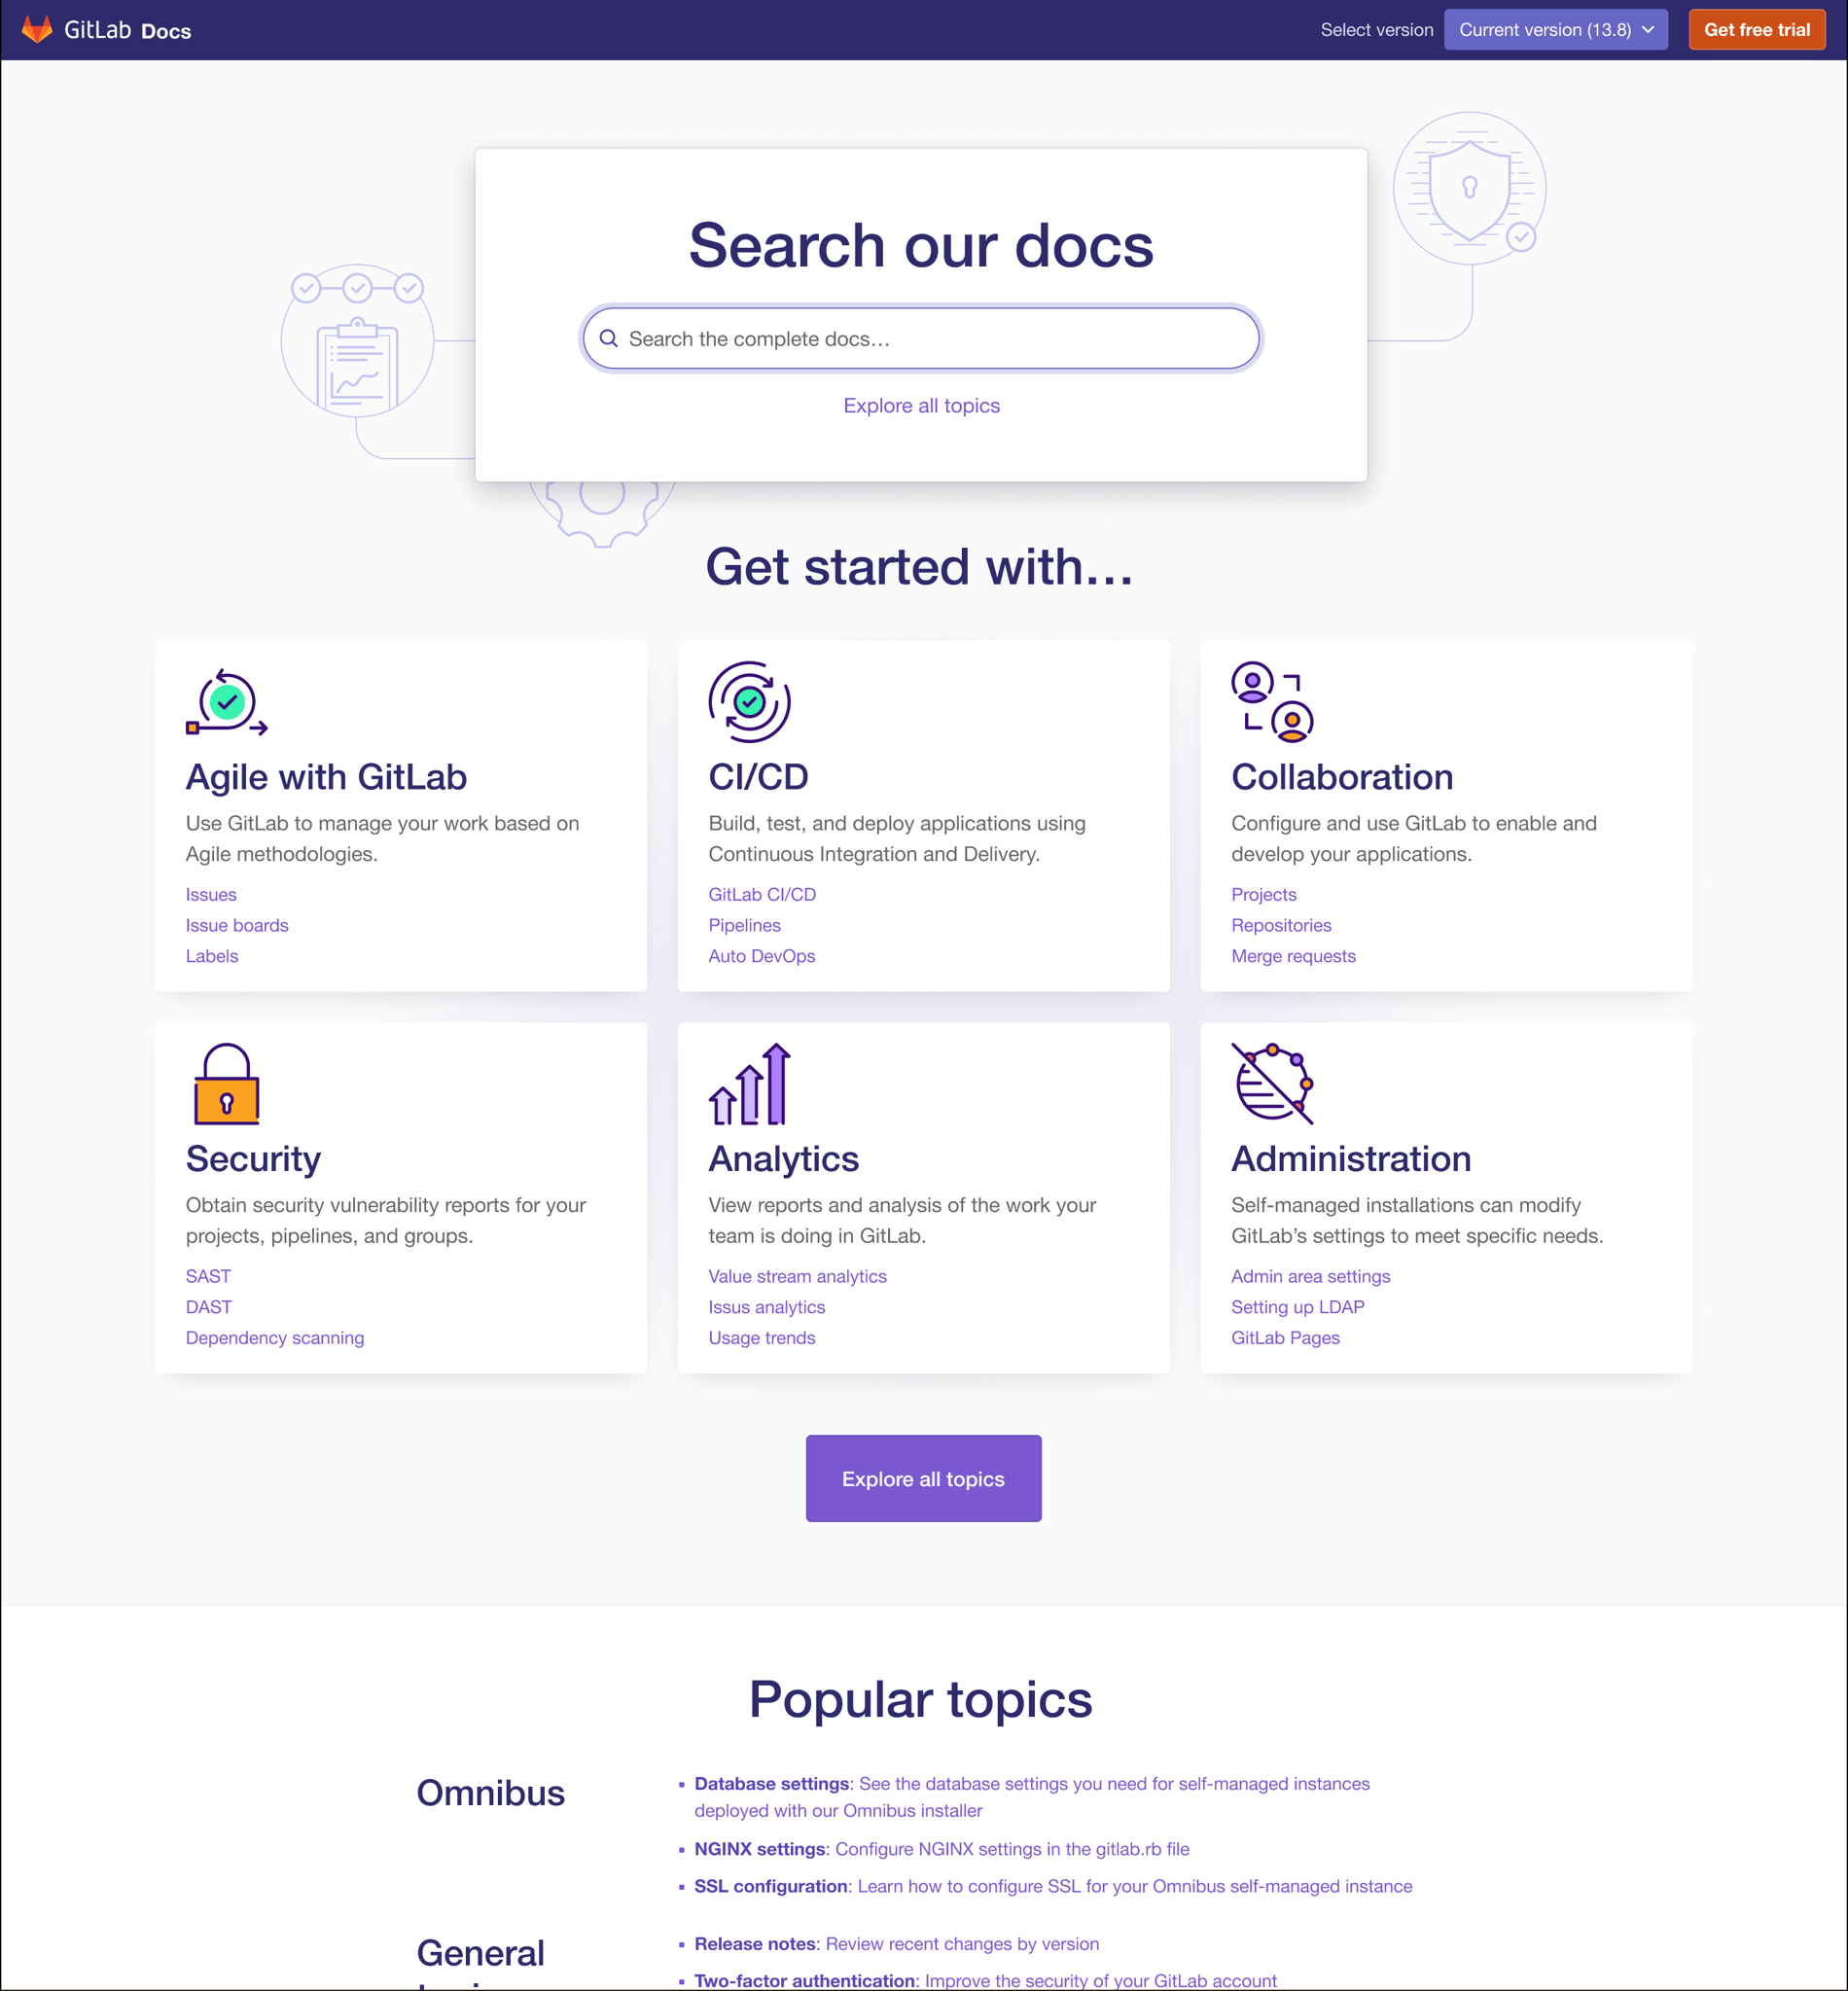 GitLab Docs
Select version
Current version (13.8)
Get free trial
Search our docs
Search the complete docs...
Explore all topics
Get started with...
Agile with GitLab
Use GitLab to manage your work based on
Agile methodologies.
Issues
Issue boards
Labels
CI/CD
Build, test, and deploy applications using
Continuous Integration and Delivery.
GitLab CI/CD
Pipelines
Auto DevOps
Collaboration
Configure and use GitLab to enable and
develop your applications.
Projects
Repositories
Merge requests
Security
Obtain security vulnerability reports for your
projects, pipelines, and groups.
SAST
DAST
Dependency scanning
Analytics
View reports and analysis of the work your
team is doing in GitLab.
Value stream analytics
Issus analytics
Usage trends
Administration
Self-managed installations can modify
GitLab’s settings to meet specific needs.
Admin area settings
Setting up LDAP
GitLab Pages
Explore all topics
Popular topics
Omnibus
Database settings: See the database settings you need for self-managed instances
deployed with our Omnibus installer
NGINX settings: Configure NGINX settings in the gitlab.rb file
SSL configuration: Learn how to configure SSL for your Omnibus self-managed instance
General
Release notes: Review recent changes by version
Two-factor authentication: Improve the security of your GitLab account